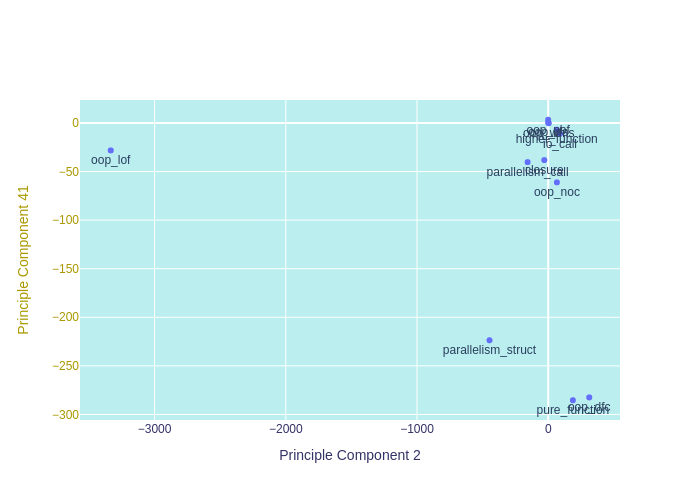 0
−50
−100
−150
−200
−250
−300
Principle Component 41
oop_lof
higher_function
io_call
closure
parallelism_call
oop_noc
parallelism_struct
oop_dfc
pure_function
−3000
−2000
−1000
0
Principle Component 2